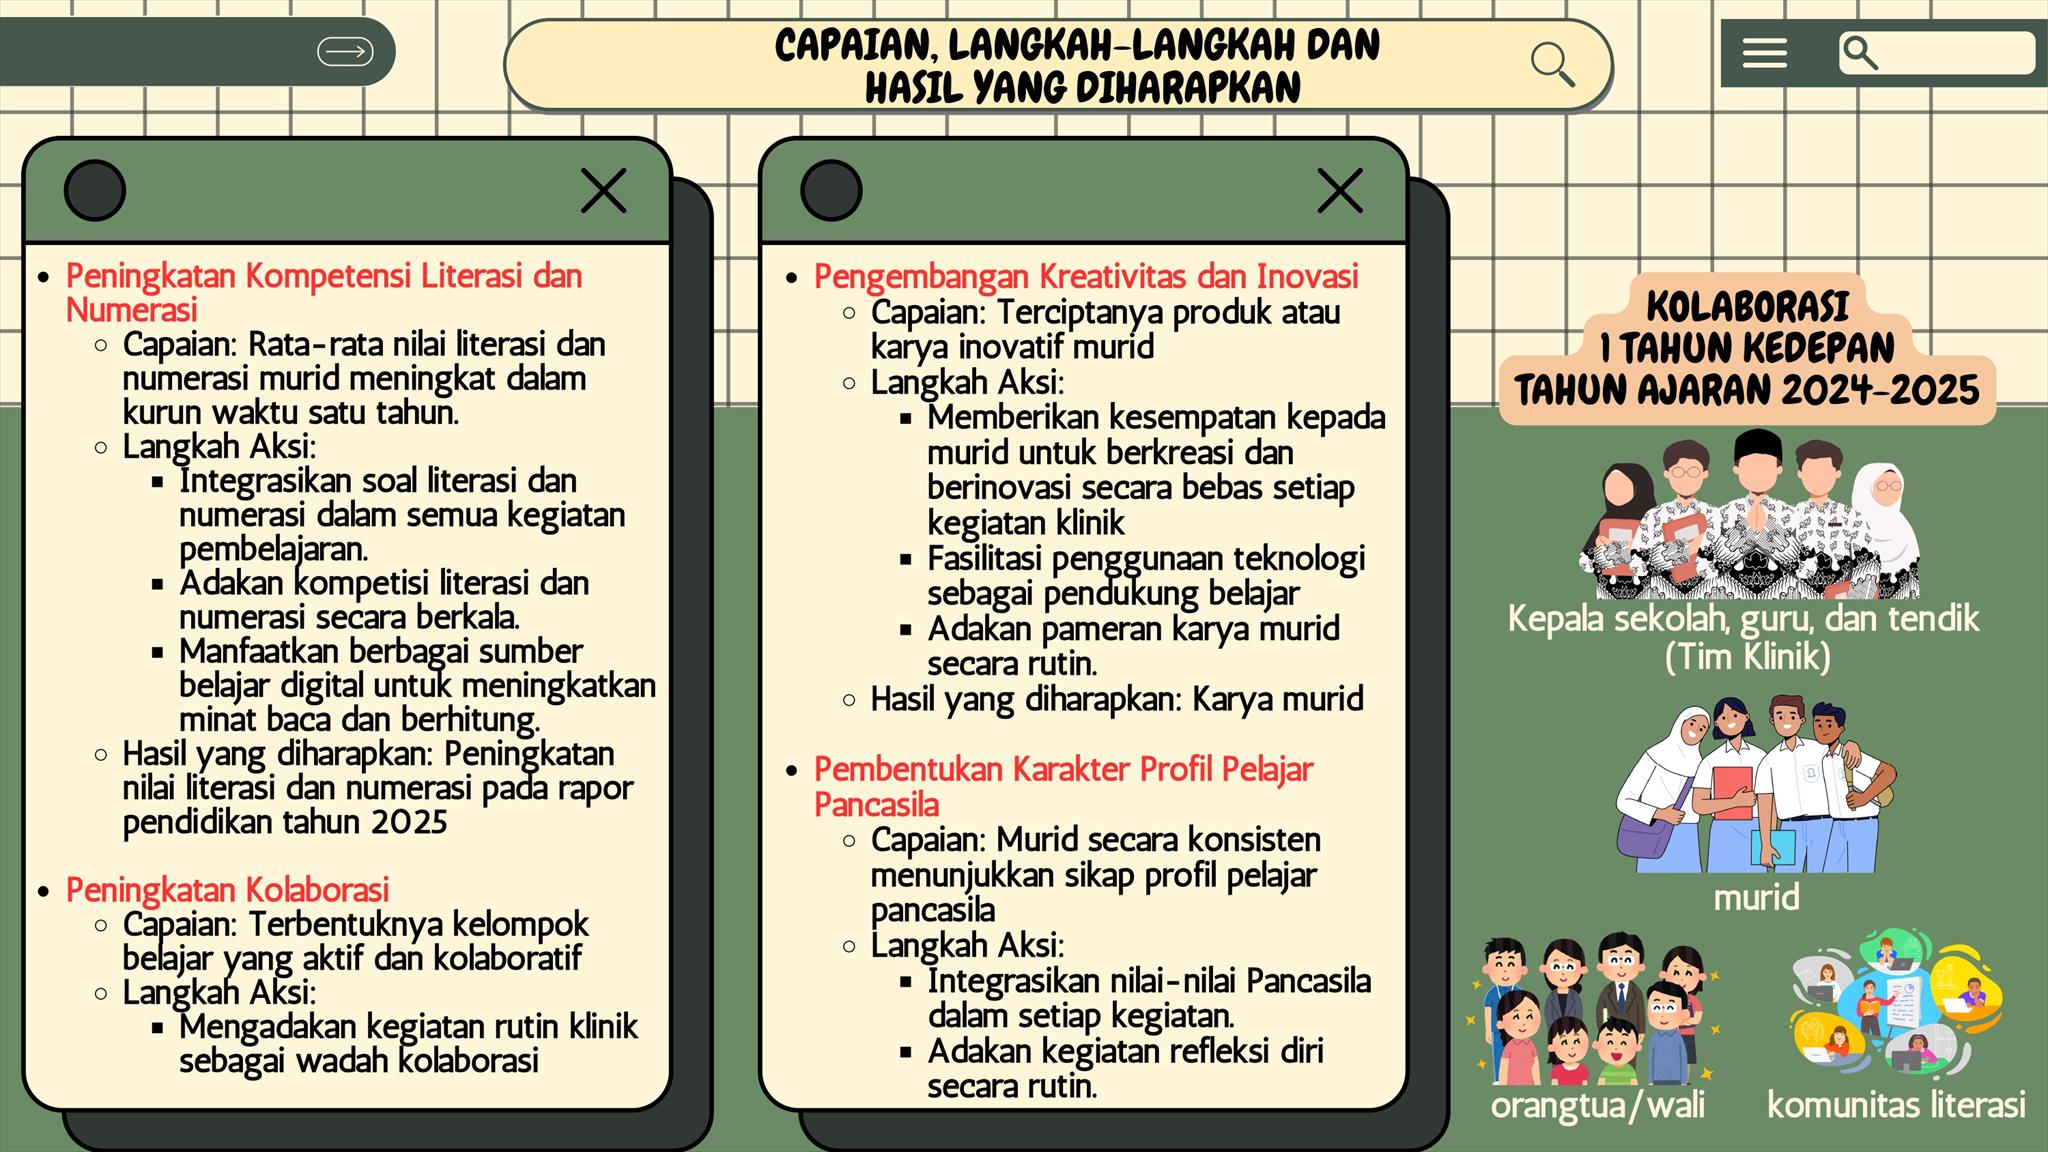 CAPAIAN, LANGKAH-LANGKAH DAN
HASIL YANG DIHARAPKAN
• Peningkatan Kompetensi Literasi dan
Numerasi
○ Capaian: Rata-rata nilai literasi dan
numerasi murid meningkat dalam
kurun waktu satu tahun.
○ Langkah Aksi:
▪ Integrasikan soal literasi dan
numerasi dalam semua kegiatan
pembelajaran.
▪ Adakan kompetisi literasi dan
numerasi secara berkala.
▪ Manfaatkan berbagai sumber
belajar digital untuk meningkatkan
minat baca dan berhitung.
○ Hasil yang diharapkan: Peningkatan
nilai literasi dan numerasi pada rapor
pendidikan tahun 2025
• Peningkatan Kolaborasi
○ Capaian: Terbentuknya kelompok
belajar yang aktif dan kolaboratif
○ Langkah Aksi:
▪ Mengadakan kegiatan rutin klinik
sebagai wadah kolaborasi
• Pengembangan Kreativitas dan Inovasi
○ Capaian: Terciptanya produk atau
karya inovatif murid
○ Langkah Aksi:
▪ Memberikan kesempatan kepada
murid untuk berkreasi dan
berinovasi secara bebas setiap
kegiatan klinik
▪ Fasilitasi penggunaan teknologi
sebagai pendukung belajar
▪ Adakan pameran karya murid
secara rutin.
○ Hasil yang diharapkan: Karya murid
• Pembentukan Karakter Profil Pelajar
Pancasila
○ Capaian: Murid secara konsisten
menunjukkan sikap profil pelajar
pancasila
○ Langkah Aksi:
▪ Integrasikan nilai-nilai Pancasila
dalam setiap kegiatan.
▪ Adakan kegiatan refleksi diri
secara rutin.
KOLABORASI
1 TAHUN KEDEPAN
TAHUN AJARAN 2024-2025
Kepala sekolah, guru, dan tendik
(Tim Klinik)
murid
orangtua/wali
komunitas literasi